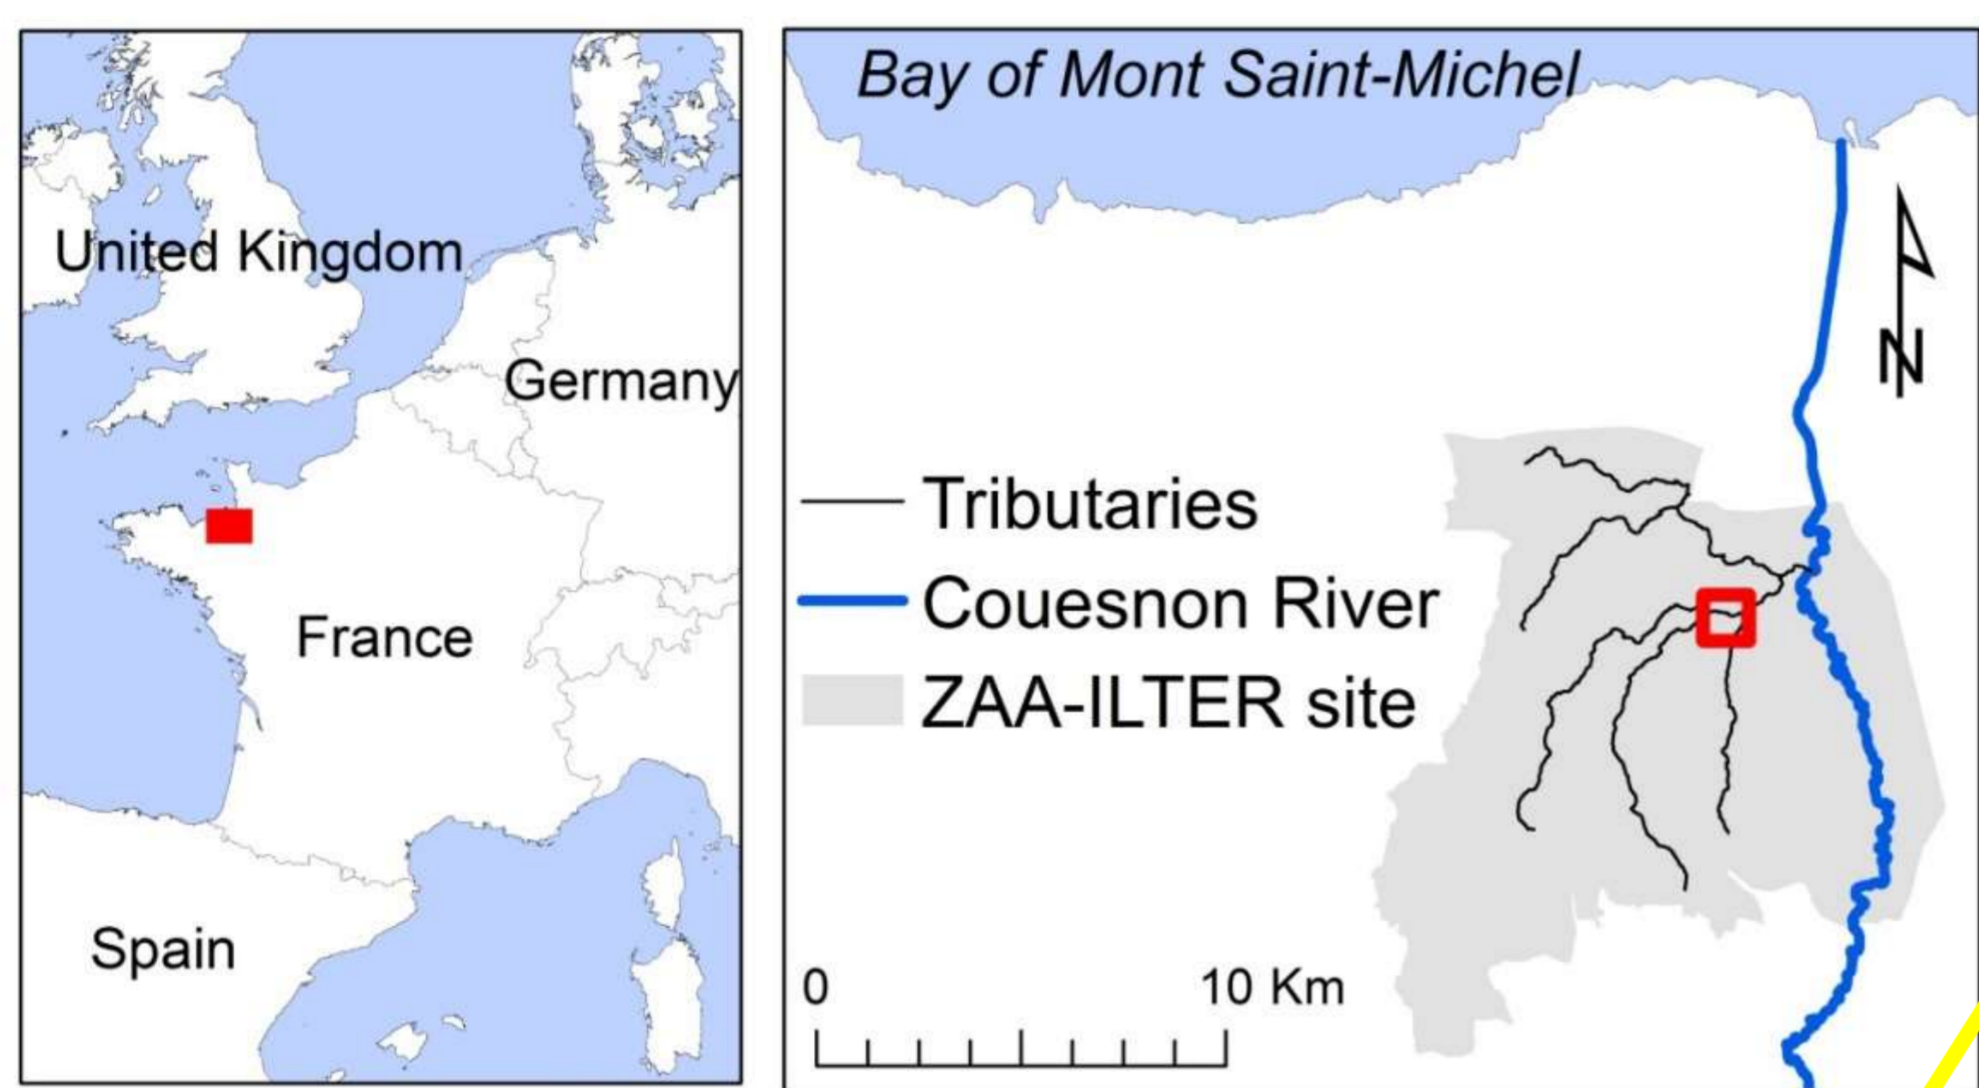 United Kingdom
Germany
France
Spain
Bay of Mont Saint-Michel
N
Tributaries
Couesnon River
ZAA-ILTER site
0
10 Km